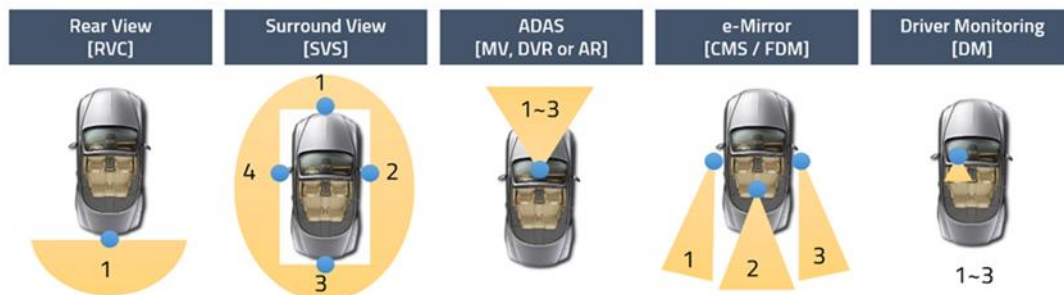 Rear View
[RVC]
Surround View
[SVS]
ADAS
[MV, DVR or AR]
e-Mirror
[CMS / FDM]
Driver Monitoring
[DM]
1
1
4
2
3
1~3
1
2
3
1~3